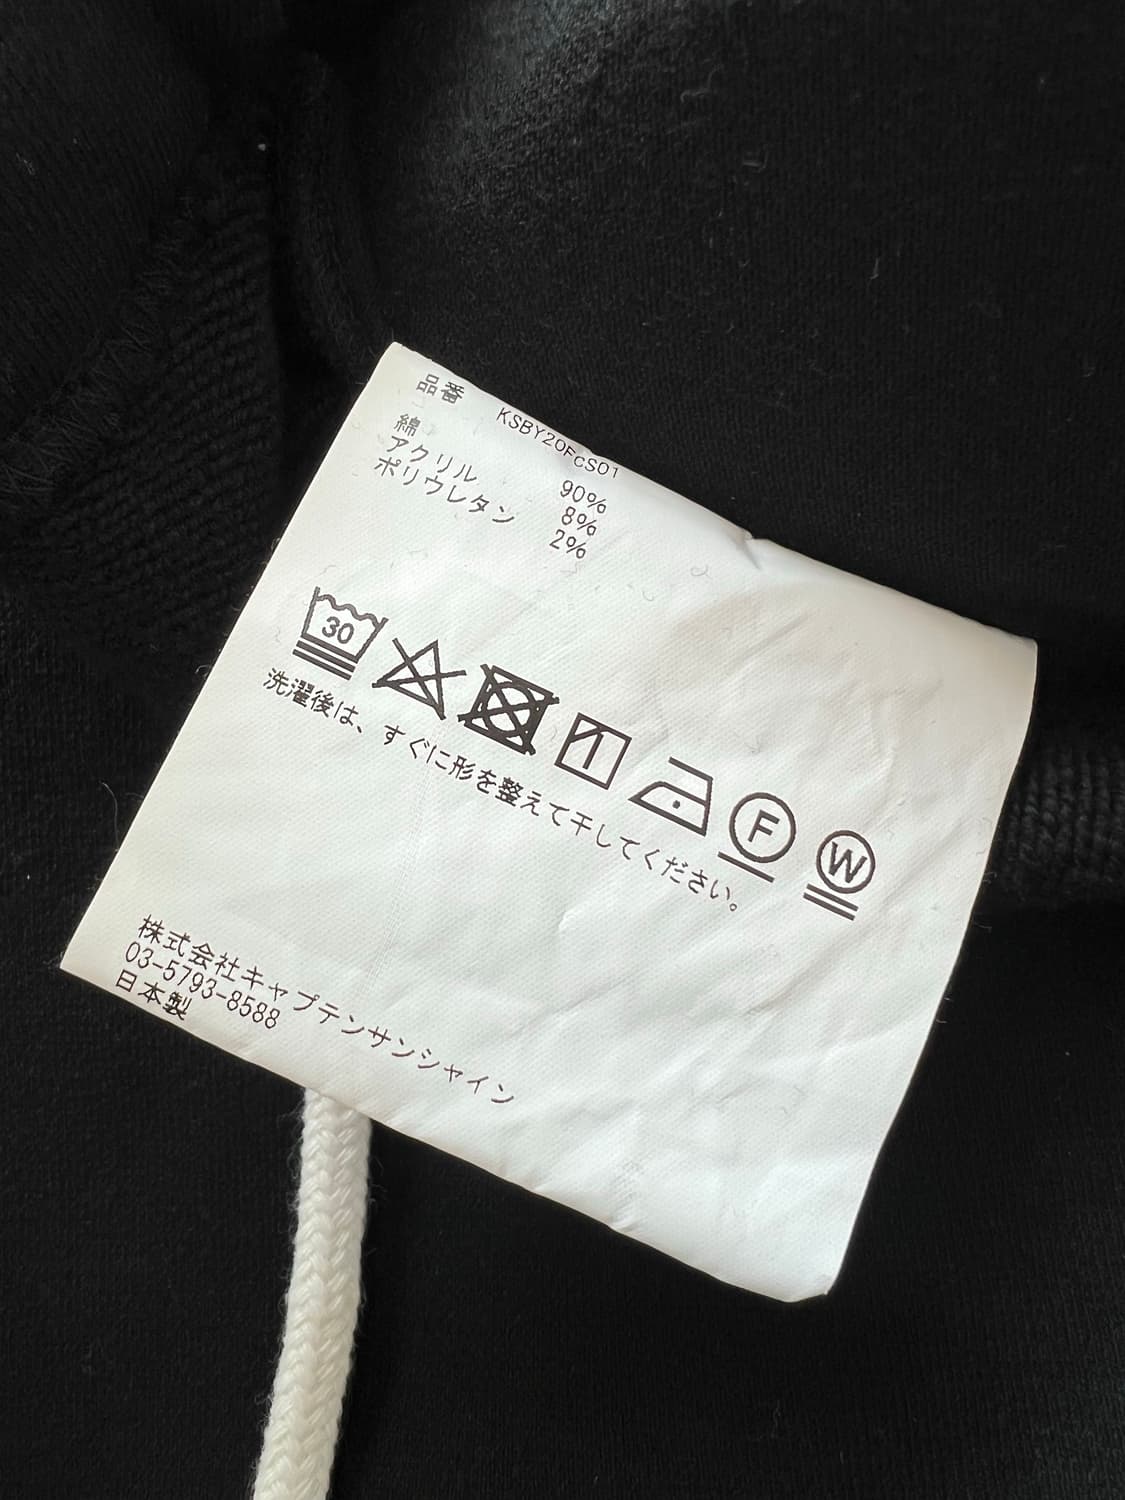 品番 KSBY20FCS01
綿 90%
アクリル 8%
ポリウレタン 2%
30
F
W
洗濯後は、すぐに形を整えて干してください。
株式会社キャプテンサンシャイン
03-5793-8588
日本製